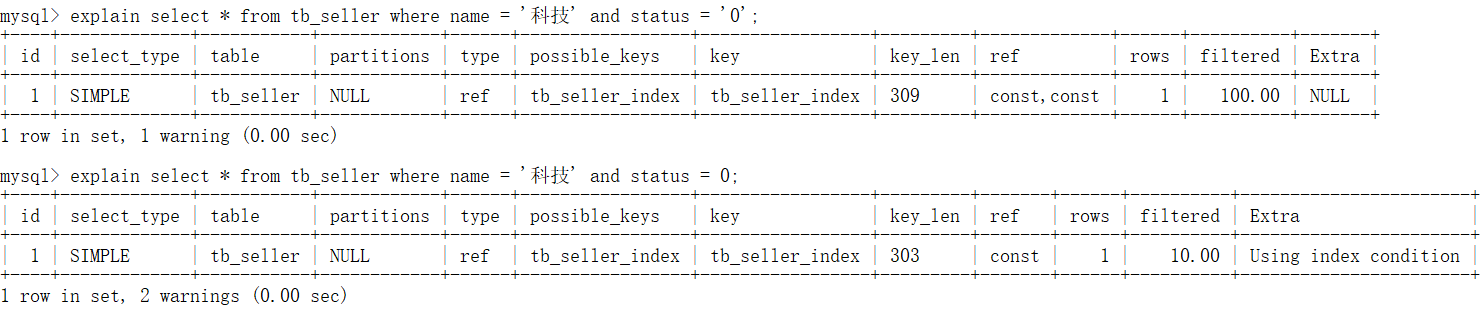 mysql> explain select * from tb_seller where name = '科技' and status = '0';
+----+-------------+-----------+------------+------+-----------------+-----------------+---------+-------------+------+----------+-------+
| id | select_type | table     | partitions | type | possible_keys   | key             | key_len | ref         | rows | filtered | Extra |
+----+-------------+-----------+------------+------+-----------------+-----------------+---------+-------------+------+----------+-------+
|  1 | SIMPLE      | tb_seller | NULL       | ref  | tb_seller_index | tb_seller_index | 309     | const,const |    1 |   100.00 | NULL  |
+----+-------------+-----------+------------+------+-----------------+-----------------+---------+-------------+------+----------+-------+
1 row in set, 1 warning (0.00 sec)
mysql> explain select * from tb_seller where name = '科技' and status = 0;
+----+-------------+-----------+------------+------+-----------------+-----------------+---------+-------+------+----------+-----------------------+
| id | select_type | table     | partitions | type | possible_keys   | key             | key_len | ref   | rows | filtered | Extra                 |
+----+-------------+-----------+------------+------+-----------------+-----------------+---------+-------+------+----------+-----------------------+
|  1 | SIMPLE      | tb_seller | NULL       | ref  | tb_seller_index | tb_seller_index | 303     | const |    1 |    10.00 | Using index condition |
+----+-------------+-----------+------------+------+-----------------+-----------------+---------+-------+------+----------+-----------------------+
1 row in set, 2 warnings (0.00 sec)